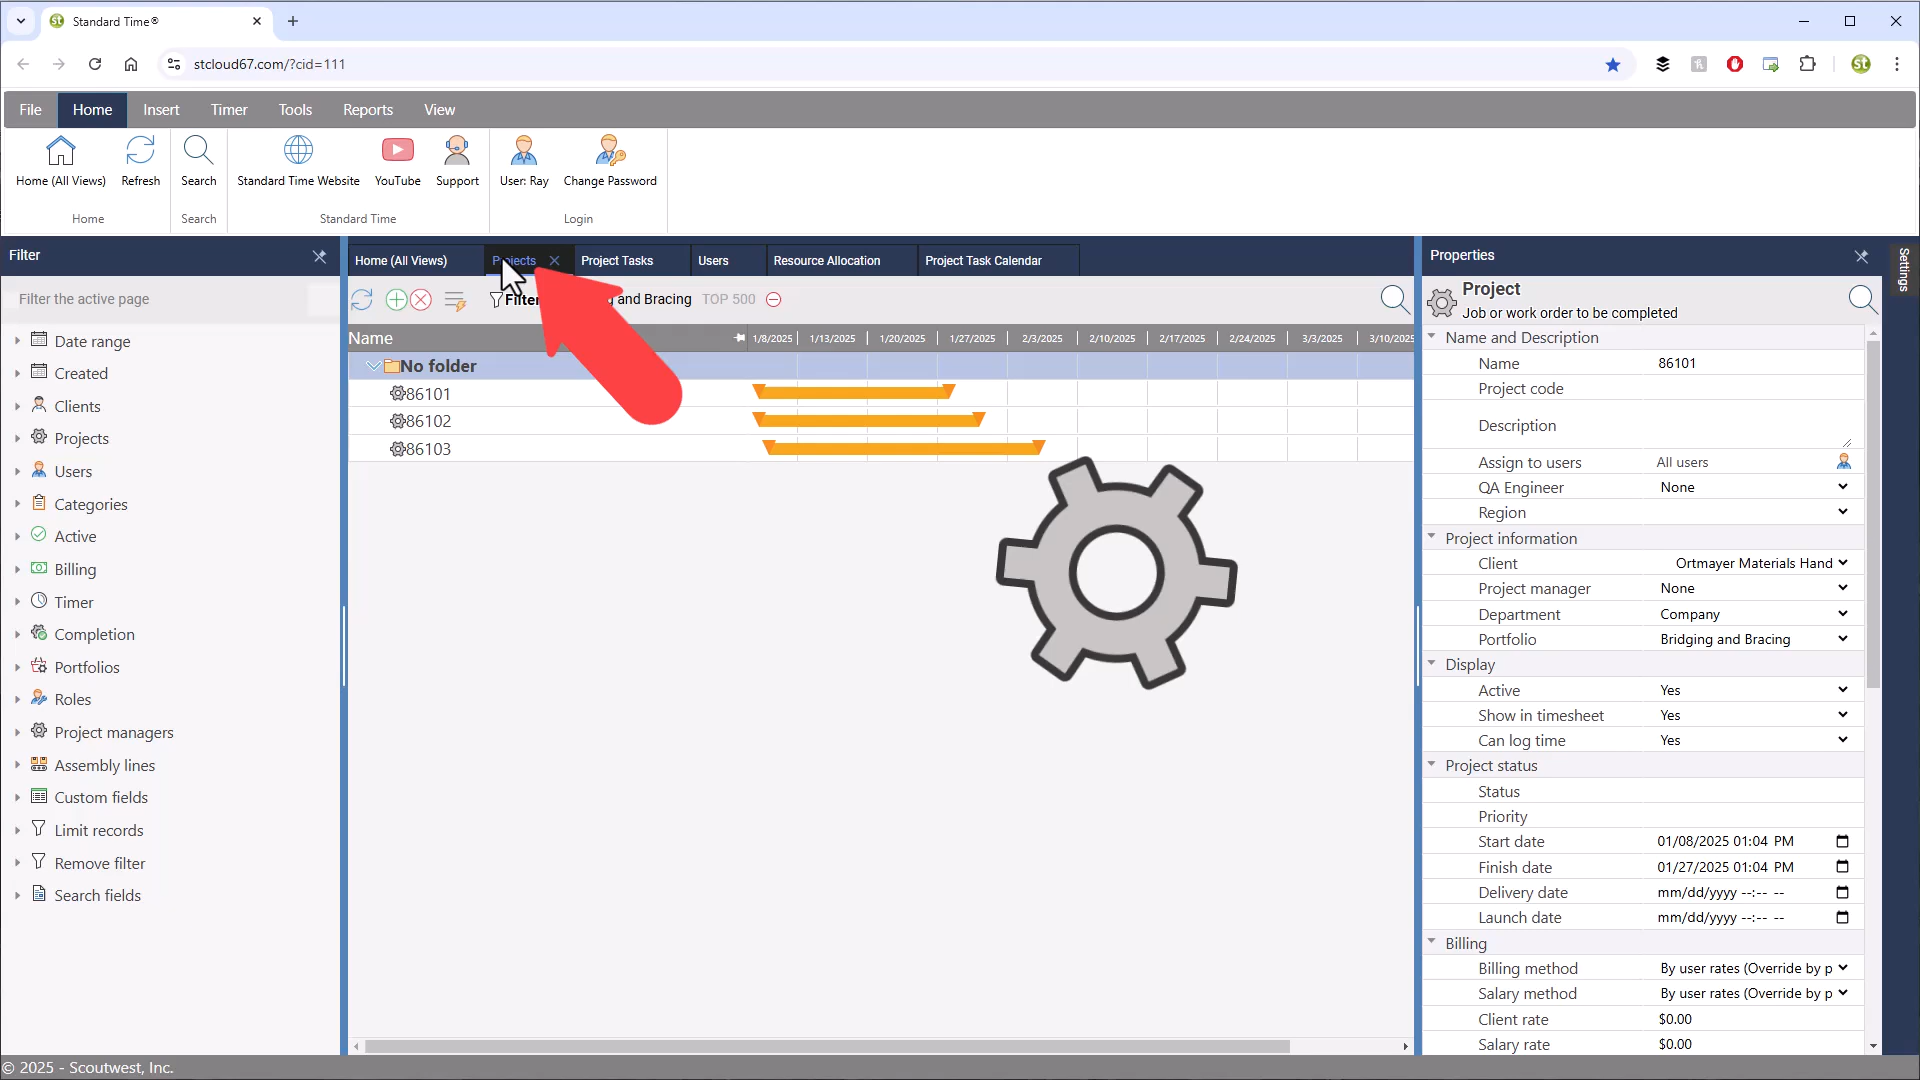 Standard Time®
stcloud67.com/?cid=111
File Home Insert Timer Tools Reports View
Home (All Views) Refresh Search Standard Time Website YouTube Support User: Ray Change Password
Home Search Standard Time Login
Filter
Filter the active page
Date range
Created
Clients
Projects
Users
Categories
Active
Billing
Timer
Completion
Portfolios
Roles
Project managers
Assembly lines
Custom fields
Limit records
Remove filter
Search fields
Home (All Views) Projects Project Tasks Users Resource Allocation Project Task Calendar
Filter and Bracing TOP 500
Name 1/8/2025 1/13/2025 1/20/2025 1/27/2025 2/3/2025 2/10/2025 2/17/2025 2/24/2025 3/3/2025 3/10/2025
No folder
86101
86102
86103
Properties
Settings
Project
Job or work order to be completed
Name and Description
Name 86101
Project code
Description
Assign to users All users
QA Engineer None
Region
Project information
Client Ortmayer Materials Hand
Project manager None
Department Company
Portfolio Bridging and Bracing
Display
Active Yes
Show in timesheet Yes
Can log time Yes
Project status
Status
Priority
Start date 01/08/2025 01:04 PM
Finish date 01/27/2025 01:04 PM
Delivery date mm/dd/yyyy --:-- --
Launch date mm/dd/yyyy --:-- --
Billing
Billing method By user rates (Override by p
Salary method By user rates (Override by p
Client rate $0.00
Salary rate $0.00
© 2025 - Scoutwest, Inc.